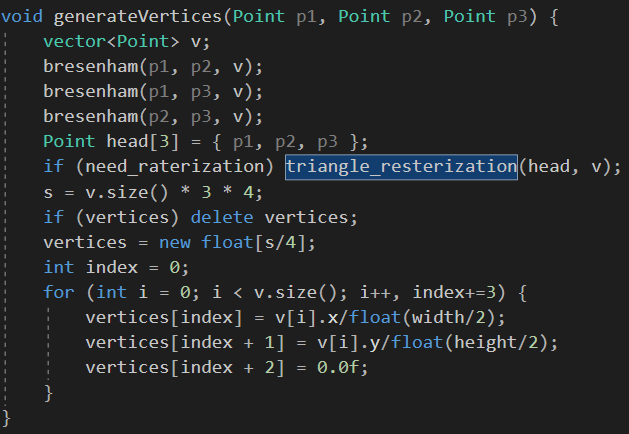 void generateVertices(Point p1, Point p2, Point p3) {
vector<Point> v;
bresenham(p1, p2, v);
bresenham(p1, p3, v);
bresenham(p2, p3, v);
Point head[3] = { p1, p2, p3 };
if (need_raterization) triangle_resterization(head, v);
s = v.size() * 3 * 4;
if (vertices) delete vertices;
vertices = new float[s/4];
int index = 0;
for (int i = 0; i < v.size(); i++, index+=3) {
vertices[index] = v[i].x/float(width/2);
vertices[index + 1] = v[i].y/float(height/2);
vertices[index + 2] = 0.0f;
}
}